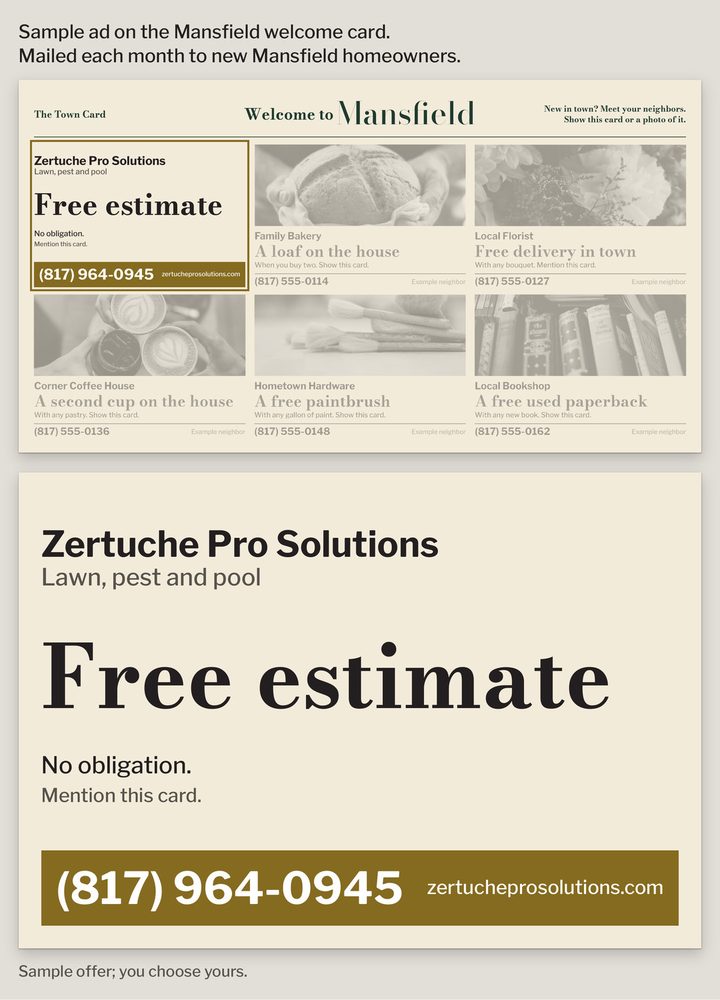 Sample ad on the Mansfield welcome card.
Mailed each month to new Mansfield homeowners.
The Town Card
Welcome to Mansfield
New in town? Meet your neighbors.
Show this card or a photo of it.
Zertuche Pro Solutions
Lawn, pest and pool
Free estimate
No obligation.
Mention this card.
(817) 964-0945 zertucheprosolutions.com
Family Bakery
A loaf on the house
When you buy two. Show this card.
(817) 555-0114 Example neighbor
Local Florist
Free delivery in town
With any bouquet. Mention this card.
(817) 555-0127 Example neighbor
Corner Coffee House
A second cup on the house
With any pastry. Show this card.
(817) 555-0136 Example neighbor
Hometown Hardware
A free paintbrush
With any gallon of paint. Show this card.
(817) 555-0148 Example neighbor
Local Bookshop
A free used paperback
With any new book. Show this card.
(817) 555-0162 Example neighbor
Zertuche Pro Solutions
Lawn, pest and pool
Free estimate
No obligation.
Mention this card.
(817) 964-0945 zertucheprosolutions.com
Sample offer; you choose yours.